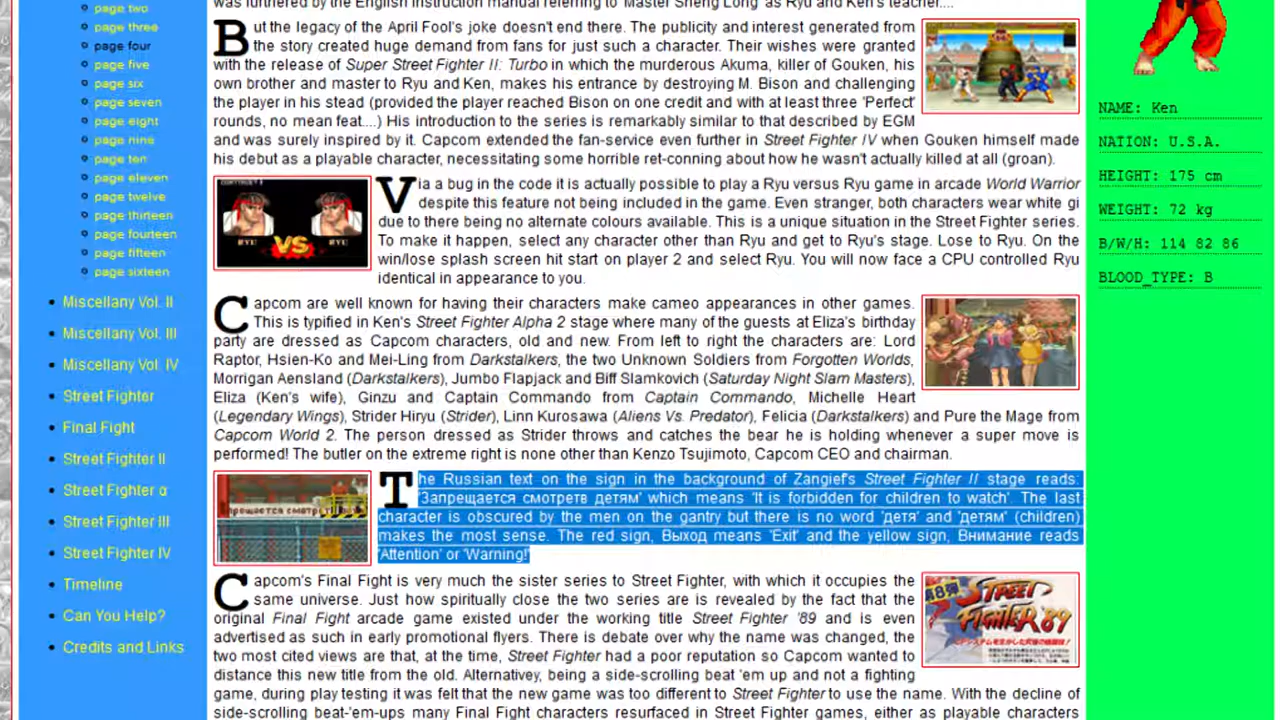 page two
page three
page four
page five
page six
page seven
page eight
page nine
page ten
page eleven
page twelve
page thirteen
page fourteen
page fifteen
page sixteen
Miscellany Vol. II
Miscellany Vol. III
Miscellany Vol. IV
Street Fighter
Final Fight
Street Fighter II
Street Fighter α
Street Fighter III
Street Fighter IV
Timeline
Can You Help?
Credits and Links
was furthered by the English instruction manual referring to 'Master Sheng Long' as Ryu and Ken's teacher....
But the legacy of the April Fool's joke doesn't end there. The publicity and interest generated from
the story created huge demand from fans for just such a character. Their wishes were granted
with the release of Super Street Fighter II: Turbo in which the murderous Akuma, killer of Gouken, his
own brother and master to Ryu and Ken, makes his entrance by destroying M. Bison and challenging
the player in his stead (provided the player reached Bison on one credit and with at least three 'Perfect'
rounds, no mean feat....) His introduction to the series is remarkably similar to that described by EGM
and was surely inspired by it. Capcom extended the fan-service even further in Street Fighter IV when Gouken himself made
his debut as a playable character, necessitating some horrible ret-conning about how he wasn't actually killed at all (groan).
RYU
VS
RYU
Via a bug in the code it is actually possible to play a Ryu versus Ryu game in arcade World Warrior
despite this feature not being included in the game. Even stranger, both characters wear white gi
due to the being no alternate colours available. This is a unique situation in the Street Fighter series.
To make it happen, select any character other than Ryu and get to Ryu's stage. Lose to Ryu. On the
win/lose splash screen hit start on player 2 and select Ryu. You will now face a CPU controlled Ryu
identical in appearance to you.
Capcom are well known for having their characters make cameo appearances in other games.
This is typified in Ken's Street Fighter Alpha 2 stage where many of the guests at Eliza's birthday
party are dressed as Capcom characters, old and new. From left to right the characters are: Lord
Raptor, Hsien-Ko and Mei-Ling from Darkstalkers, the two Unknown Soldiers from Forgotten Worlds,
Morrigan Aensland (Darkstalkers), Jumbo Flapjack and Biff Slamkovich (Saturday Night Slam Masters),
Eliza (Ken's wife), Ginzu and Captain Commando from Captain Commando, Michelle Heart
(Legendary Wings), Strider Hiryu (Strider), Linn Kurosawa (Aliens Vs. Predator), Felicia (Darkstalkers) and Pure the Mage from
Capcom World 2. The person dressed as Strider throws and catches the bear he is holding whenever a super move is
performed! The butler on the extreme right is none other than Kenzo Tsujimoto, Capcom CEO and chairman.
The Russian text on the sign in the background of Zangief's Street Fighter II stage reads:
'Запрещается смотретв детям' which means 'It is forbidden for children to watch'. The last
character is obscured by the men on the gantry but there is no word 'детя' and 'детям' (children)
makes the most sense. The red sign, Выход means 'Exit' and the yellow sign, Внимание reads
'Attention' or 'Warning!'
Capcom's Final Fight is very much the sister series to Street Fighter, with which it occupies the
same universe. Just how spiritually close the two series are is revealed by the fact that the
original Final Fight arcade game existed under the working title Street Fighter '89 and is even
advertised as such in early promotional flyers. There is debate over why the name was changed, the
two most common were that, at the time, Street Fighter had a poor reputation so Capcom wanted to
distance this new title from the old. Alternativey, being a side-scrolling beat 'em up and not a fighting
game, during play testing it was felt that the new game was too different to Street Fighter to use the name. With the decline of
side-scrolling beat-'em-ups many Final Fight characters resurfaced in Street Fighter games, either as playable characters
STREET
FIGHTER'89
NAME: Ken
NATION: U.S.A.
HEIGHT: 175 cm
WEIGHT: 72 kg
B/W/H: 114 82 86
BLOOD_TYPE: B